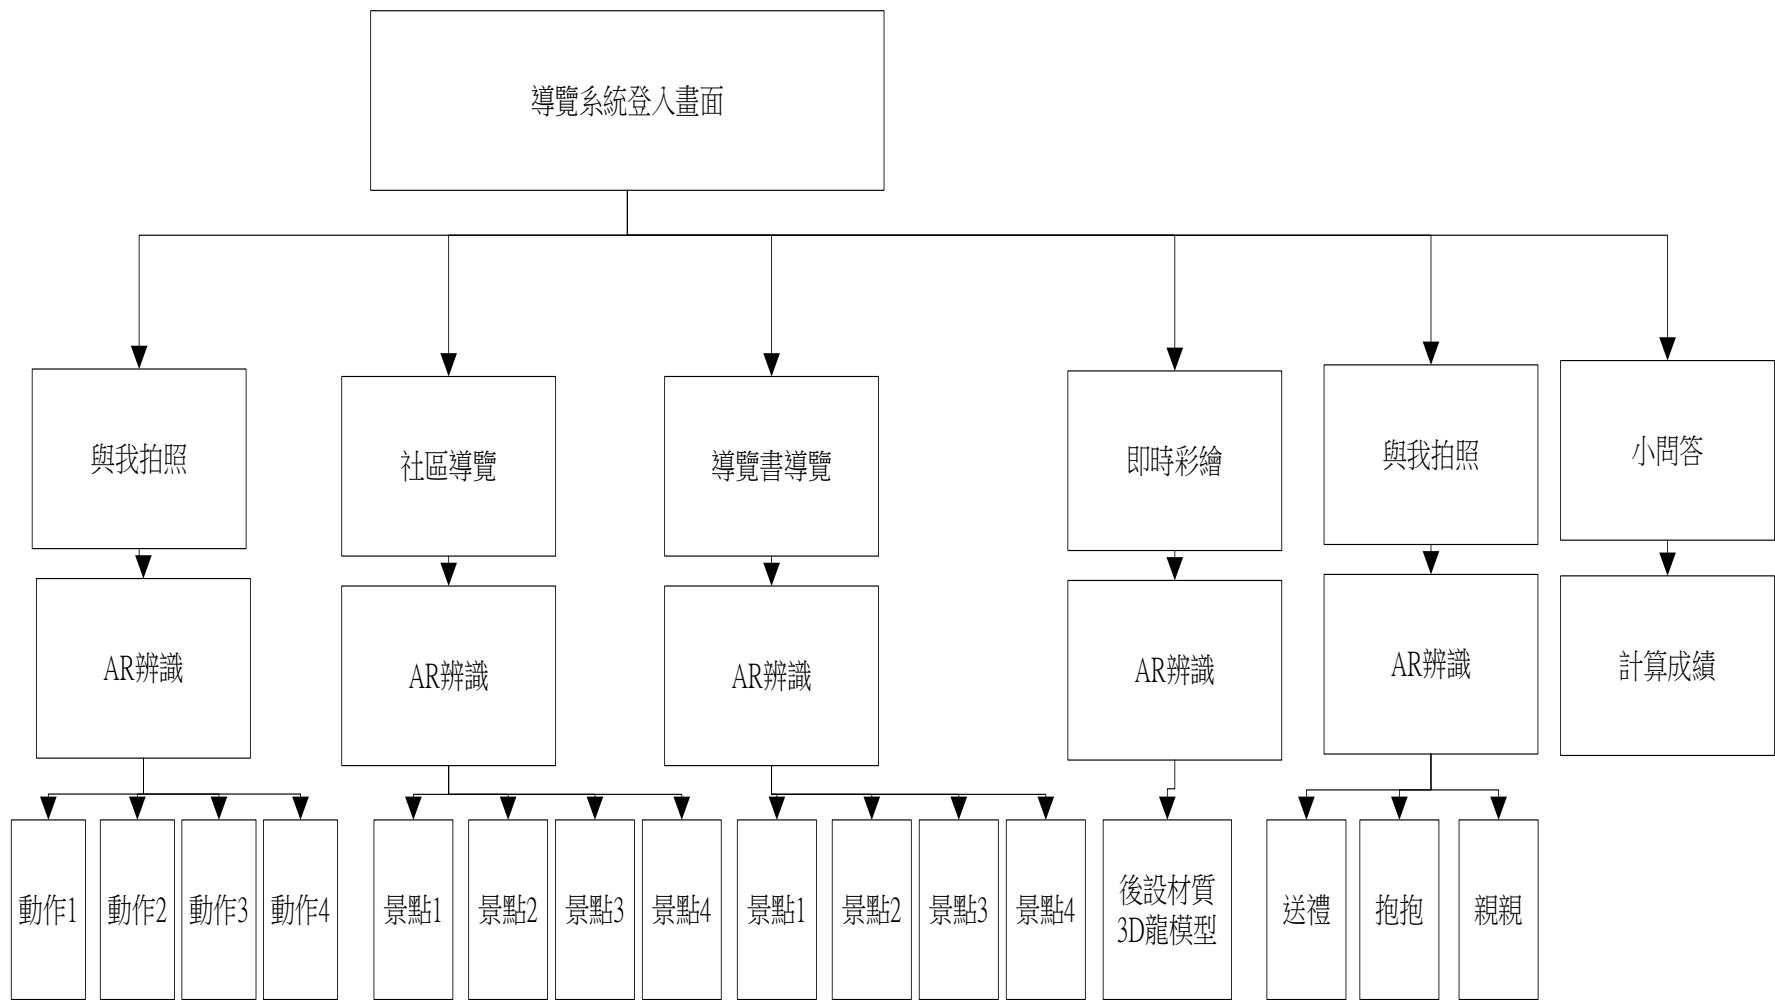 導覽系統登入畫面
與我拍照
社區導覽
導覽書導覽
即時彩繪
與我拍照
小問答
AR辨識
AR辨識
AR辨識
AR辨識
AR辨識
計算成績
動作1
動作2
動作3
動作4
景點1
景點2
景點3
景點4
景點1
景點2
景點3
景點4
後設材質
3D龍模型
送禮
抱抱
親親